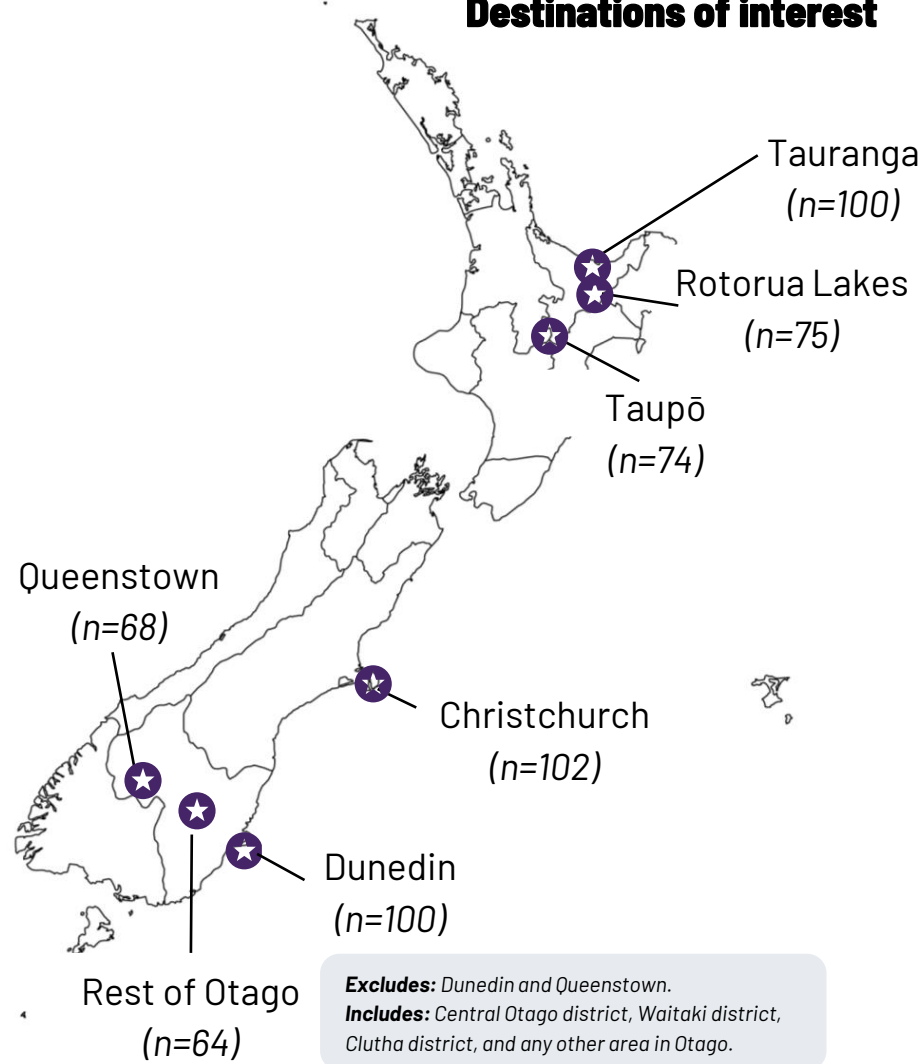 Destinations of interest
Tauranga
(n=100)
Rotorua Lakes
(n=75)
Taupō
(n=74)
Queenstown
(n=68)
Christchurch
(n=102)
Dunedin
(n=100)
Rest of Otago
(n=64)
Excludes: Dunedin and Queenstown.
Includes: Central Otago district, Waitaki district,
Clutha district, and any other area in Otago.